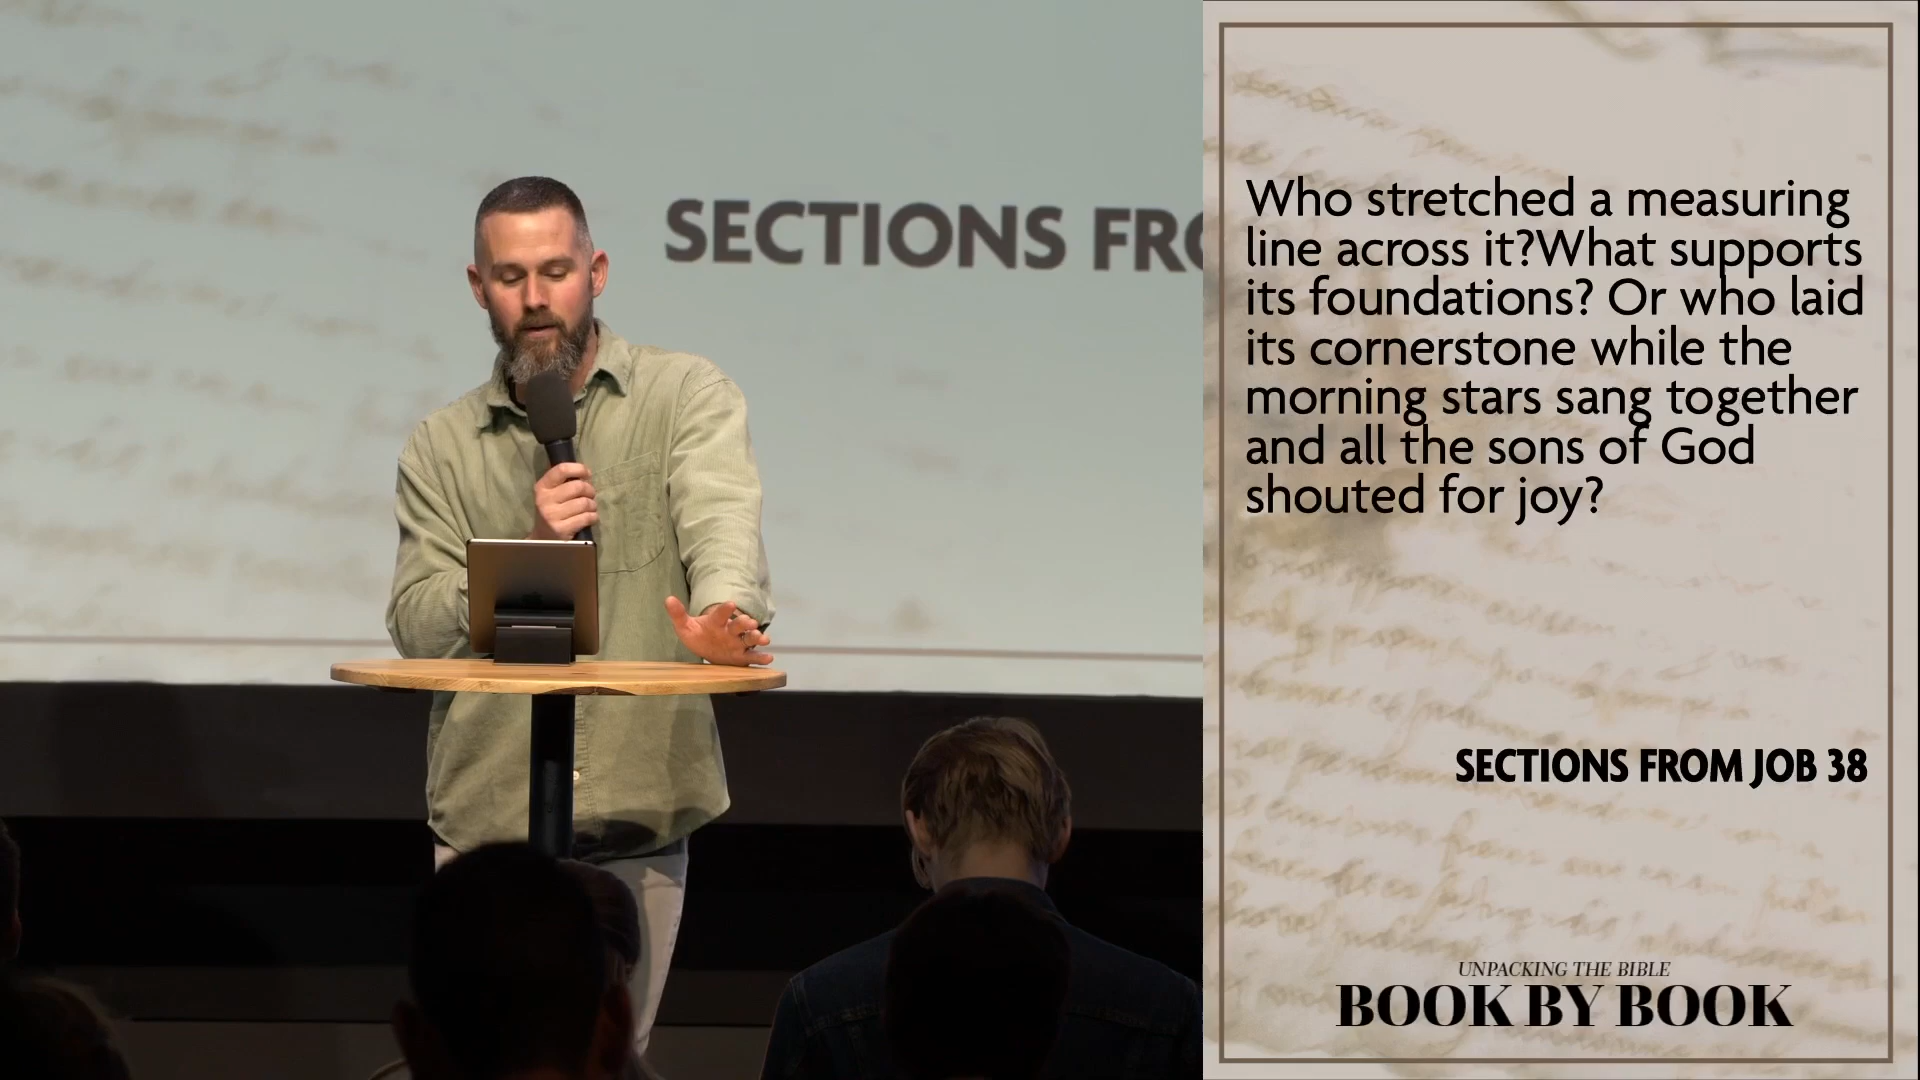 SECTIONS FRO
Who stretched a measuring
line across it?What supports
its foundations? Or who laid
its cornerstone while the
morning stars sang together
and all the sons of God
shouted for joy?
SECTIONS FROM JOB 38
UNPACKING THE BIBLE
BOOK BY BOOK